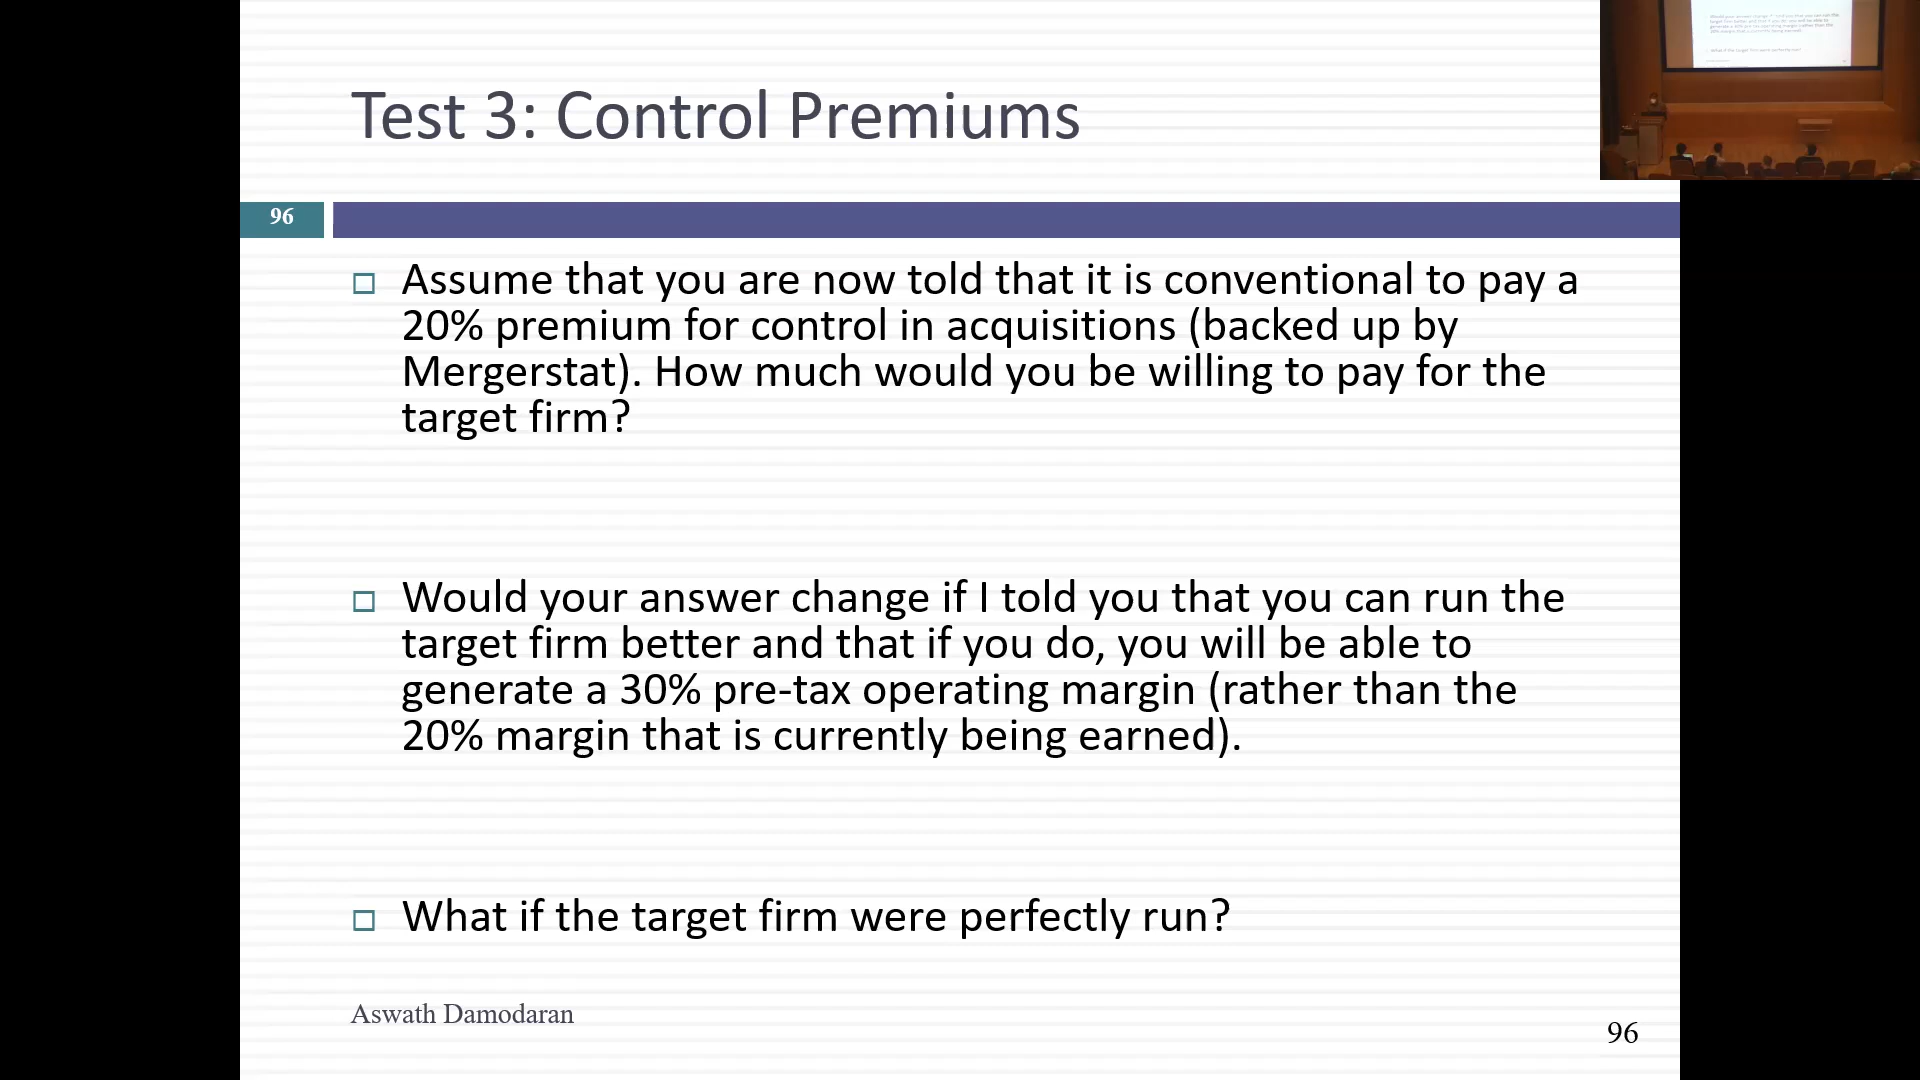 Test 3: Control Premiums
96
Assume that you are now told that it is conventional to pay a
20% premium for control in acquisitions (backed up by
Mergerstat). How much would you be willing to pay for the
target firm?
Would your answer change if I told you that you can run the
target firm better and that if you do, you will be able to
generate a 30% pre-tax operating margin (rather than the
20% margin that is currently being earned).
What if the target firm were perfectly run?
Aswath Damodaran
96